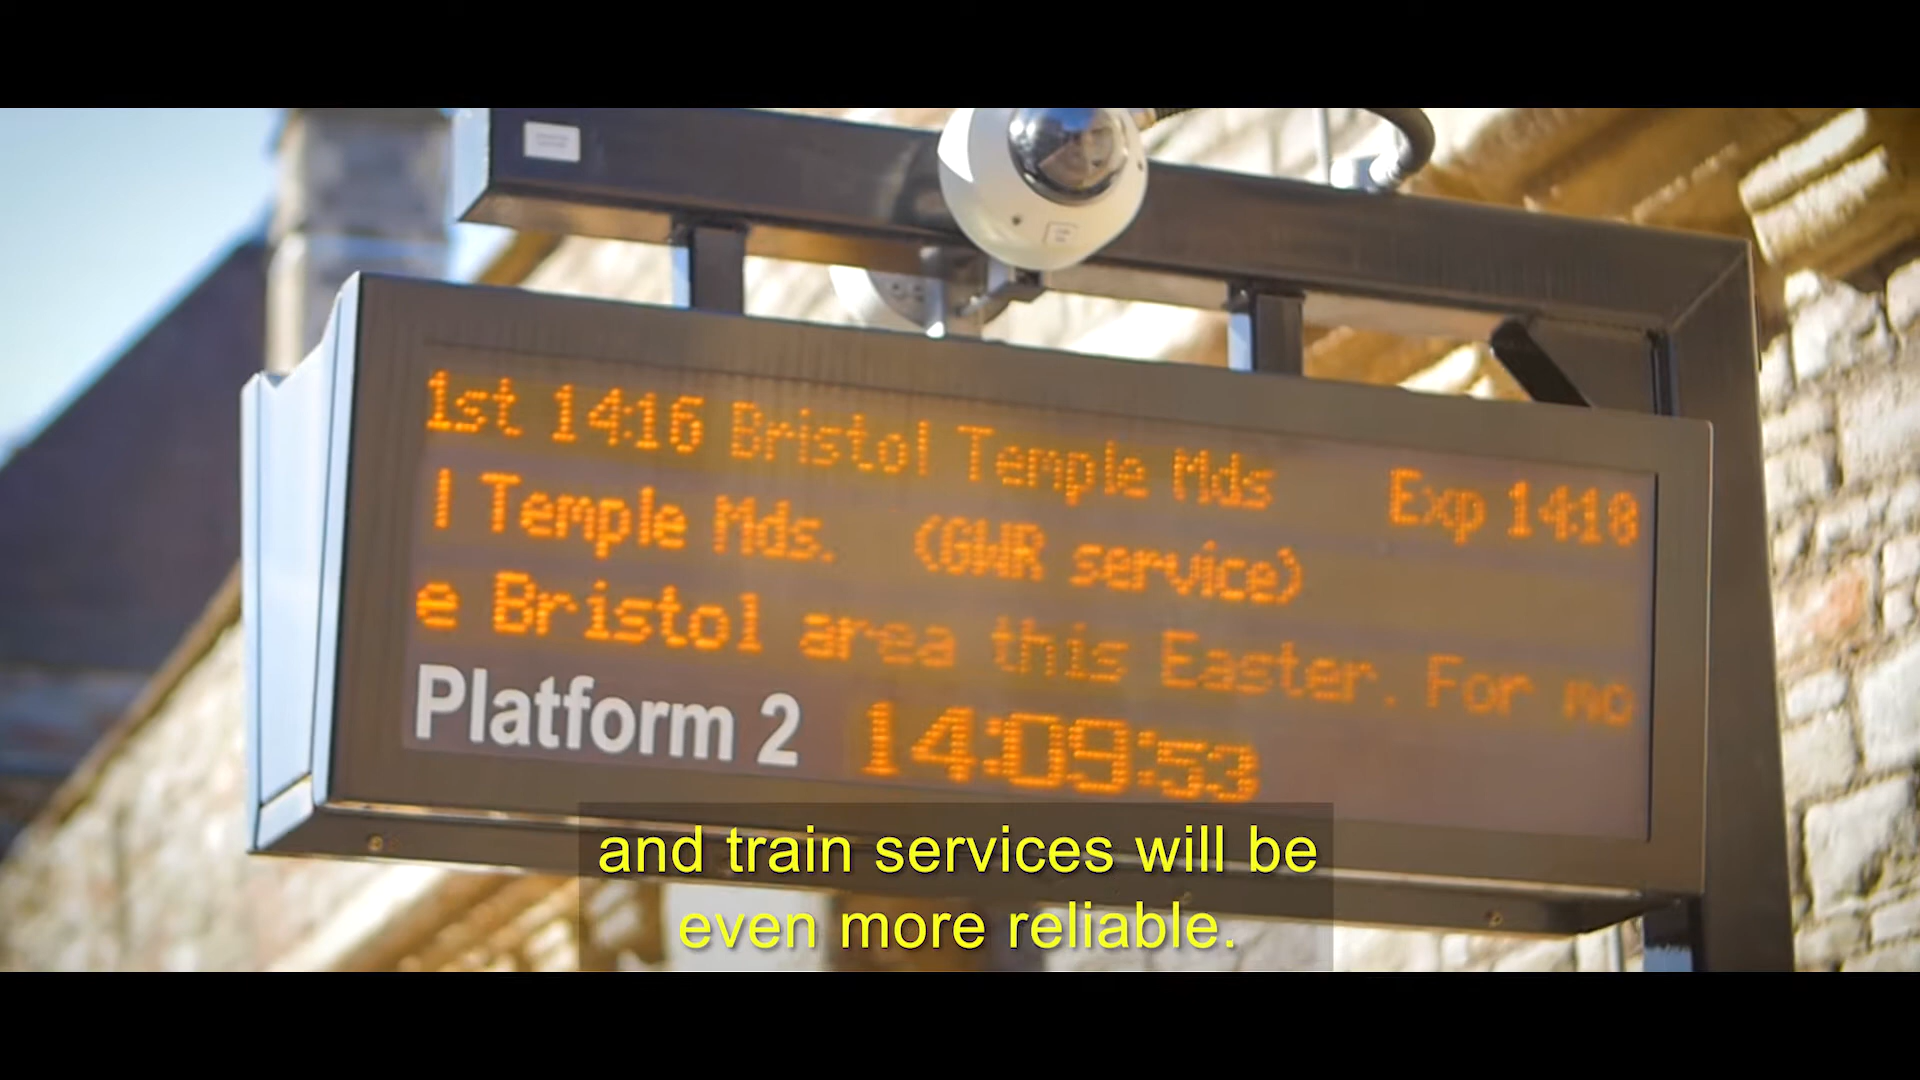 1st 14:16 Bristol Temple Mds Exp 14:18
l Temple Mds. (GWR service)
e Bristol area this Easter. For mo
Platform 2 14:09:53
and train services will be
even more reliable.